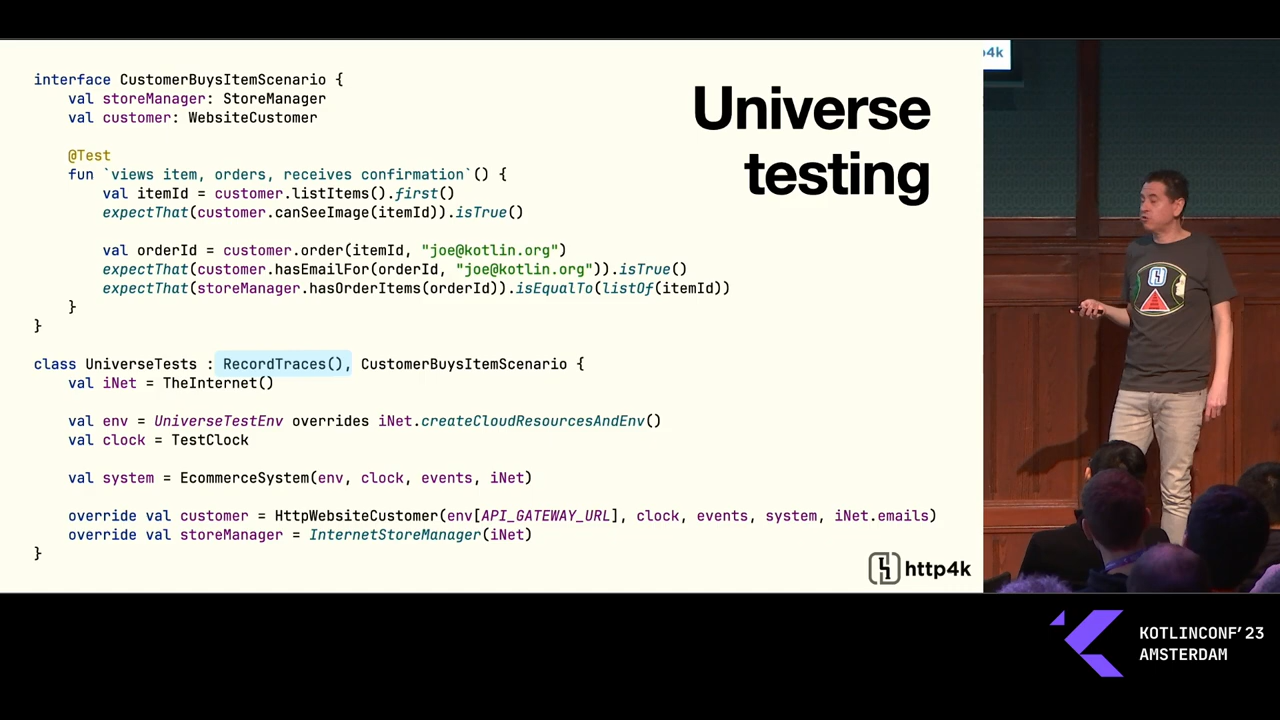 interface CustomerBuysItemScenario {
val storeManager: StoreManager
val customer: WebsiteCustomer
@Test
fun `views item, orders, receives confirmation`() {
val itemId = customer.listItems().first()
expectThat(customer.canSeeImage(itemId)).isTrue()
val orderId = customer.order(itemId, "joe@kotlin.org")
expectThat(customer.hasEmailFor(orderId, "joe@kotlin.org")).isTrue()
expectThat(storeManager.hasOrderItems(orderId)).isEqualTo(listOf(itemId))
}
}
class UniverseTests : RecordTraces(), CustomerBuysItemScenario {
val iNet = TheInternet()
val env = UniverseTestEnv overrides iNet.createCloudResourcesAndEnv()
val clock = TestClock
val system = EcommerceSystem(env, clock, events, iNet)
override val customer = HttpWebsiteCustomer(env[API_GATEWAY_URL], clock, events, system, iNet.emails)
override val storeManager = InternetStoreManager(iNet)
}
Universe
testing
http4k
p4k
KOTLINCONF'23
AMSTERDAM